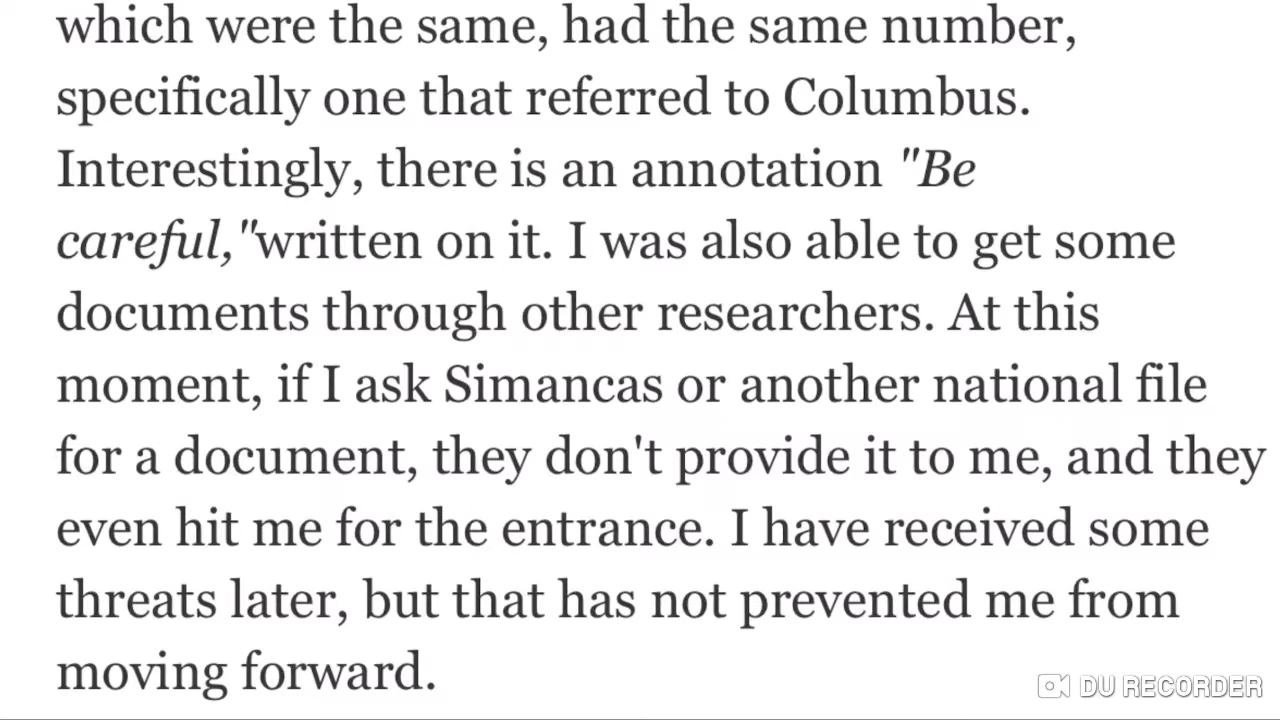 which were the same, had the same number,
specifically one that referred to Columbus.
Interestingly, there is an annotation "Be
careful,"written on it. I was also able to get some
documents through other researchers. At this
moment, if I ask Simancas or another national file
for a document, they don't provide it to me, and they
even hit me for the entrance. I have received some
threats later, but that has not prevented me from
moving forward.
DU RECORDER